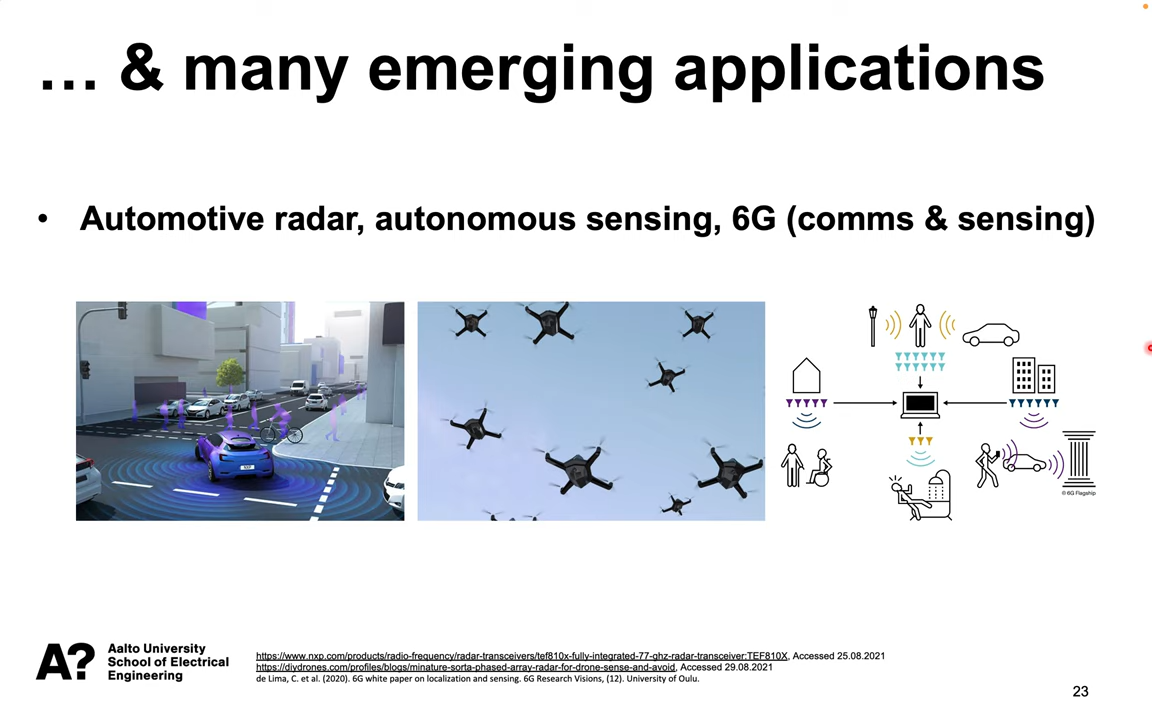 … & many emerging applications
• Automotive radar, autonomous sensing, 6G (comms & sensing)
NXP
© 6G Flagship
A?
Aalto University
School of Electrical
Engineering
https://www.nxp.com/products/radio-frequency/radar-transceivers/tef810x-fully-integrated-77-ghz-radar-transceiver:TEF810X, Accessed 25.08.2021
https://diydrones.com/profiles/blogs/minature-sorta-phased-array-radar-for-drone-sense-and-avoid, Accessed 29.08.2021
de Lima, C. et al. (2020). 6G white paper on localization and sensing. 6G Research Visions, (12). University of Oulu.
23